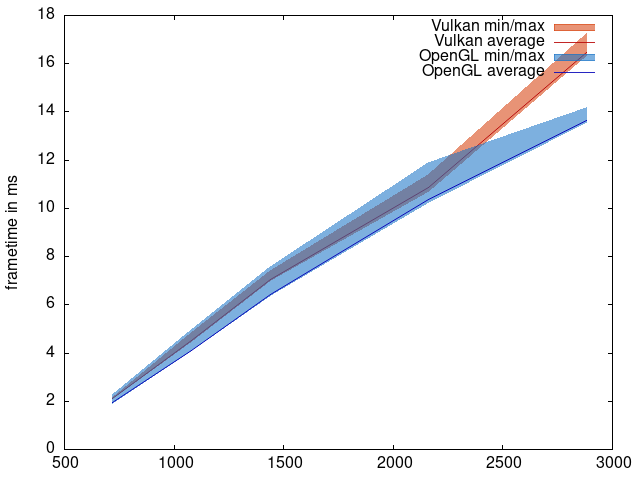 18
16
14
12
10
8
6
4
2
0
frametime in ms
Vulkan min/max
Vulkan average
OpenGL min/max
OpenGL average
500 1000 1500 2000 2500 3000